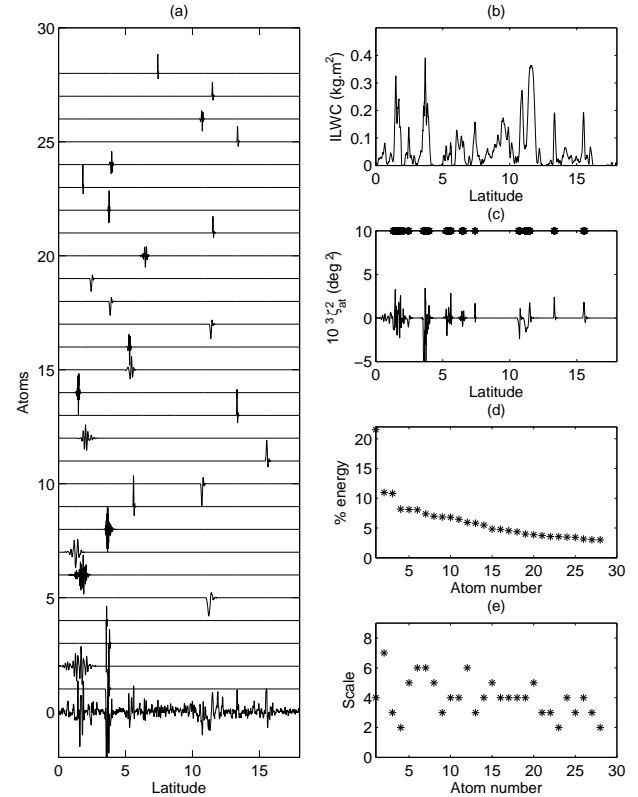 (a)
30
25
20
15
10
5
0
Atoms
0 5 10 15
Latitude
(b)
0.5
0.4
0.3
0.2
0.1
0
ILWC (kg.m²)
0 5 10 15
Latitude
(c)
10
5
0
−5
10³ζ²at (deg²)
0 5 10 15
Latitude
(d)
20
15
10
5
0
% energy
5 10 15 20 25 30
Atom number
(e)
8
6
4
2
0
Scale
5 10 15 20 25 30
Atom number